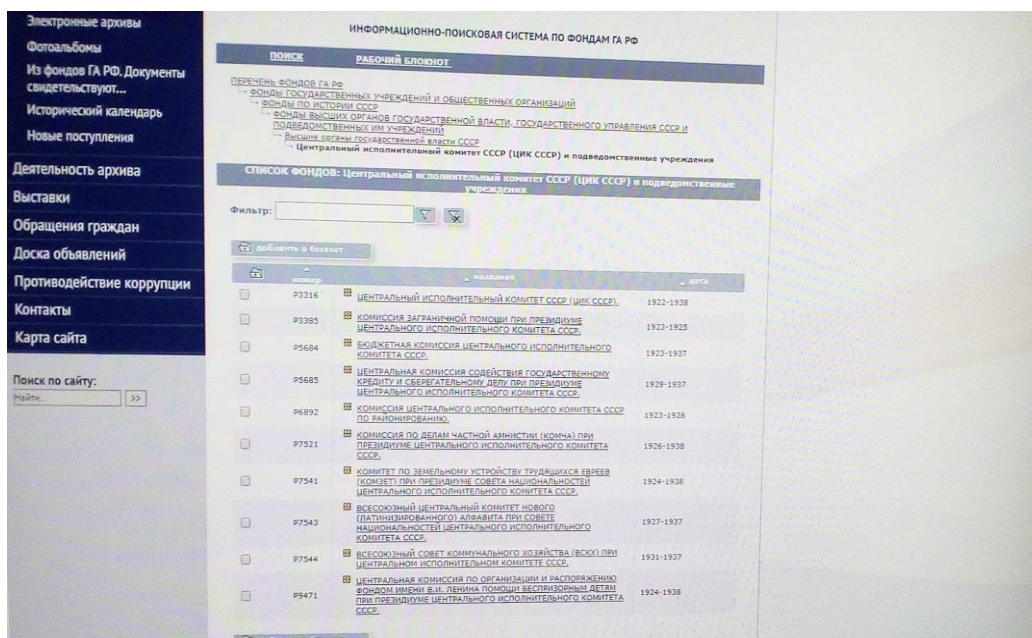 Электронные архивы
Фотоальбомы
Из фондов ГА РФ. Документы
свидетельствуют...
Исторический календарь
Новые поступления
Деятельность архива
Выставки
Обращения граждан
Доска объявлений
Противодействие коррупции
Контакты
Карта сайта
Поиск по сайту:
Найти...
>>
ИНФОРМАЦИОННО-ПОИСКОВАЯ СИСТЕМА ПО ФОНДАМ ГА РФ
ПОИСК РАБОЧИЙ БЛОКНОТ
ПЕРЕЧЕНЬ ФОНДОВ ГА РФ
ФОНДЫ ГОСУДАРСТВЕННЫХ УЧРЕЖДЕНИЙ И ОБЩЕСТВЕННЫХ ОРГАНИЗАЦИЙ
ФОНДЫ ПО ИСТОРИИ СССР
ФОНДЫ ВЫСШИХ ОРГАНОВ ГОСУДАРСТВЕННОЙ ВЛАСТИ, ГОСУДАРСТВЕННОГО УПРАВЛЕНИЯ СССР И
ПОДВЕДОМСТВЕННЫХ ИМ УЧРЕЖДЕНИЙ
Высшие органы государственной власти СССР
Центральный исполнительный комитет СССР (ЦИК СССР) и подведомственные учреждения
СПИСОК ФОНДОВ: Центральный исполнительный комитет СССР (ЦИК СССР) и подведомственные
учреждения
Фильтр:
добавить в блокнот
номер название дата
Р3316 ЦЕНТРАЛЬНЫЙ ИСПОЛНИТЕЛЬНЫЙ КОМИТЕТ СССР (ЦИК СССР). 1922-1938
Р3385 КОМИССИЯ ЗАГРАНИЧНОЙ ПОМОЩИ ПРИ ПРЕЗИДИУМЕ
ЦЕНТРАЛЬНОГО ИСПОЛНИТЕЛЬНОГО КОМИТЕТА СССР. 1923-1925
Р5684 БЮДЖЕТНАЯ КОМИССИЯ ЦЕНТРАЛЬНОГО ИСПОЛНИТЕЛЬНОГО
КОМИТЕТА СССР. 1923-1937
ЦЕНТРАЛЬНАЯ КОМИССИЯ СОДЕЙСТВИЯ ГОСУДАРСТВЕННОМУ
Р5685 КРЕДИТУ И СБЕРЕГАТЕЛЬНОМУ ДЕЛУ ПРИ ПРЕЗИДИУМЕ 1929-1937
ЦЕНТРАЛЬНОГО ИСПОЛНИТЕЛЬНОГО КОМИТЕТА СССР.
Р6892 КОМИССИЯ ЦЕНТРАЛЬНОГО ИСПОЛНИТЕЛЬНОГО КОМИТЕТА СССР 1923-1928
ПО РАЙОНИРОВАНИЮ.
КОМИССИЯ ПО ДЕЛАМ ЧАСТНОЙ АМНИСТИИ (КОМЧА) ПРИ
Р7521 ПРЕЗИДИУМЕ ЦЕНТРАЛЬНОГО ИСПОЛНИТЕЛЬНОГО КОМИТЕТА 1926-1938
СССР.
КОМИТЕТ ПО ЗЕМЕЛЬНОМУ УСТРОЙСТВУ ТРУДЯЩИХСЯ ЕВРЕЕВ
Р7541 (КОМЗЕТ) ПРИ ПРЕЗИДИУМЕ СОВЕТА НАЦИОНАЛЬНОСТЕЙ 1924-1938
ЦЕНТРАЛЬНОГО ИСПОЛНИТЕЛЬНОГО КОМИТЕТА СССР.
ВСЕСОЮЗНЫЙ ЦЕНТРАЛЬНЫЙ КОМИТЕТ НОВОГО
(ЛАТИНИЗИРОВАННОГО) АЛФАВИТА ПРИ СОВЕТЕ
Р7543 НАЦИОНАЛЬНОСТЕЙ ЦЕНТРАЛЬНОГО ИСПОЛНИТЕЛЬНОГО 1927-1937
КОМИТЕТА СССР.
Р7544 ВСЕСОЮЗНЫЙ СОВЕТ КОММУНАЛЬНОГО ХОЗЯЙСТВА (ВСКХ) ПРИ 1931-1937
ЦЕНТРАЛЬНОМ ИСПОЛНИТЕЛЬНОМ КОМИТЕТЕ СССР.
ЦЕНТРАЛЬНАЯ КОМИССИЯ ПО ОРГАНИЗАЦИИ И РАСПОРЯЖЕНИЮ
ФОНДОМ ИМЕНИ В.И. ЛЕНИНА ПОМОЩИ БЕСПРИЗОРНЫМ ДЕТЯМ
Р9471 ПРИ ПРЕЗИДИУМЕ ЦЕНТРАЛЬНОГО ИСПОЛНИТЕЛЬНОГО КОМИТЕТА 1924-1938
СССР.